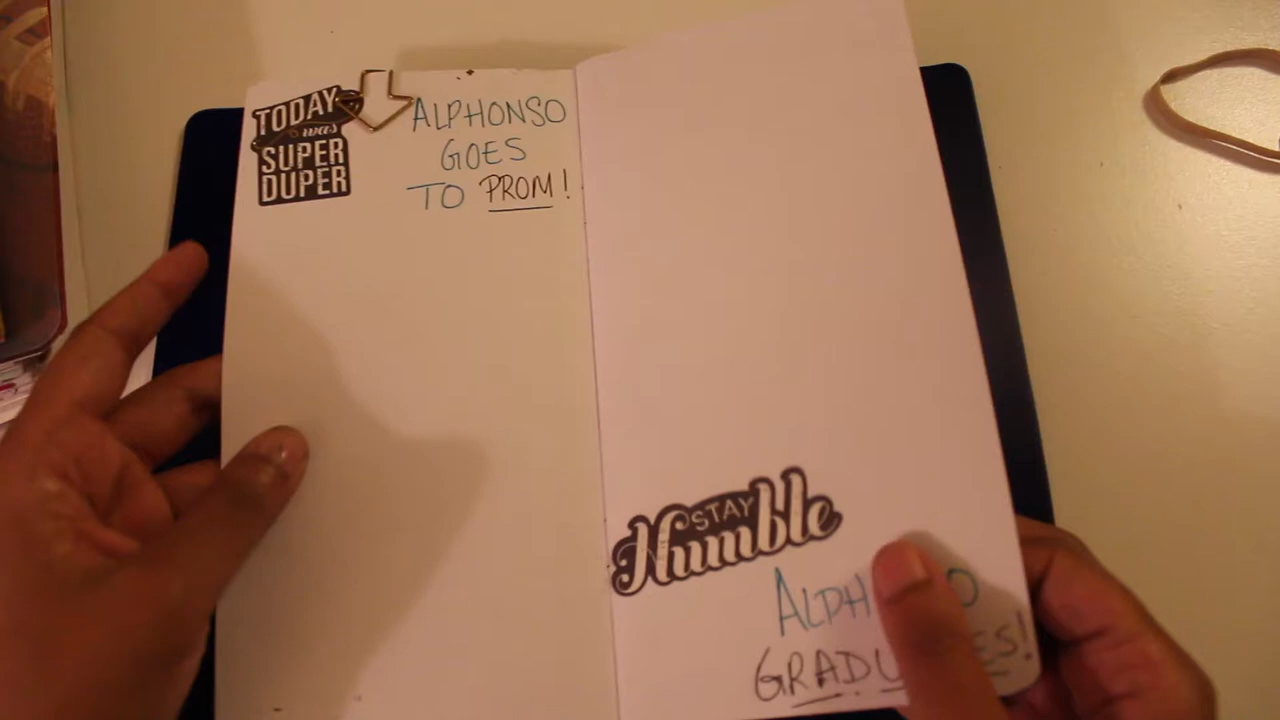 TODAY
was
SUPER
DUPER
ALPHONSO
GOES
TO PROM!
STAY
Humble